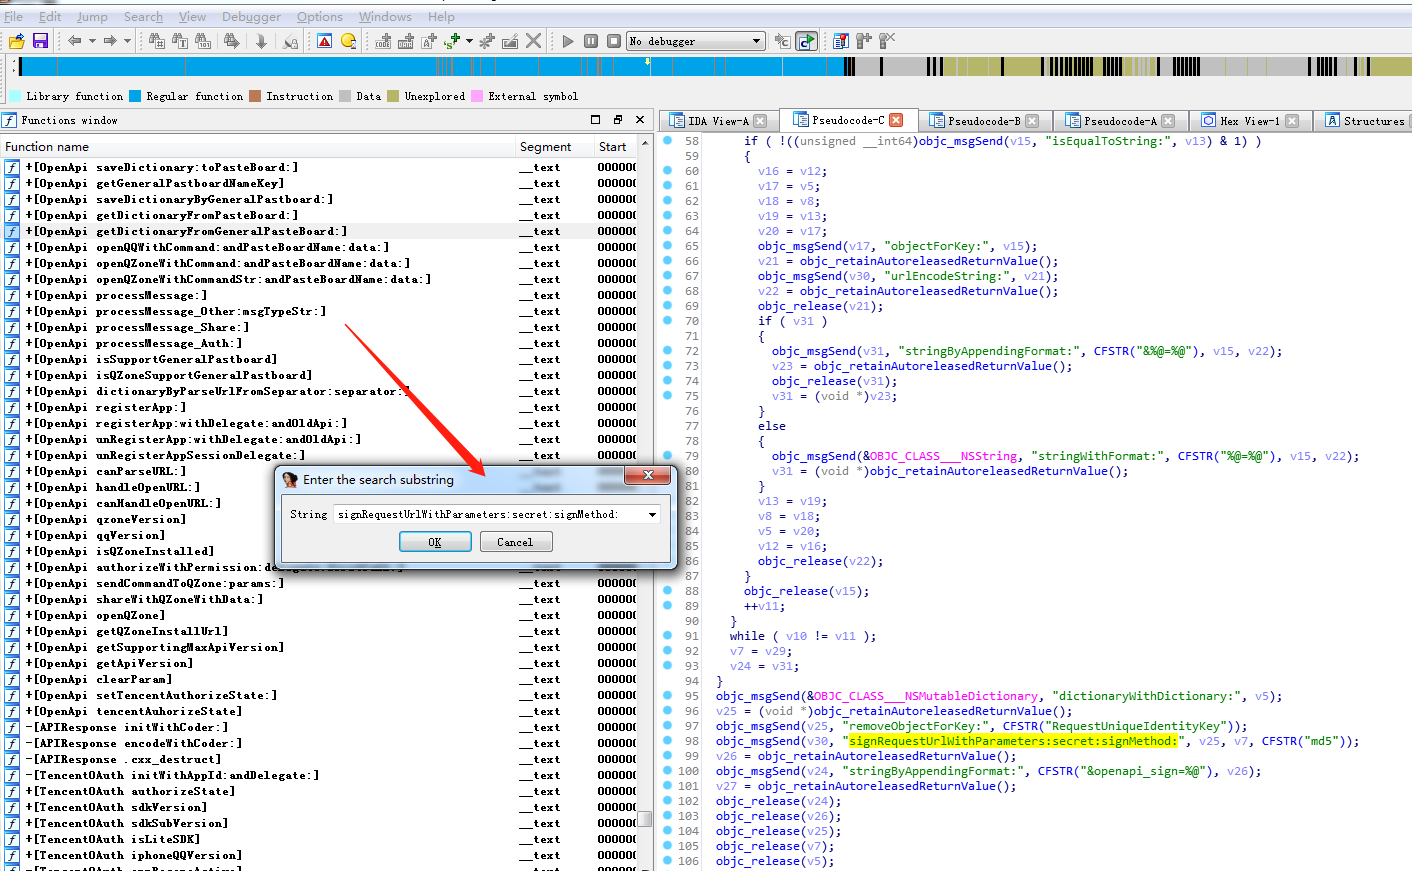 File Edit Jump Search View Debugger Options Windows Help
No debugger
Library function Regular function Instruction Data Unexplored External symbol
Functions window
IDA View-A Pseudocode-C Pseudocode-B Pseudocode-A Hex View-1 Structures
Function name Segment Start
+[OpenApi saveDictionary:toPasteBoard:] __text 000000
+[OpenApi getGeneralPastboardNameKey] __text 000000
+[OpenApi saveDictionaryByGeneralPastboard:] __text 000000
+[OpenApi getDictionaryFromPasteBoard:] __text 000000
+[OpenApi getDictionaryFromGeneralPasteBoard:] __text 000000
+[OpenApi openQQWithCommand:andPasteBoardName:data:] __text 000000
+[OpenApi openQZoneWithCommand:andPasteBoardName:data:] __text 000000
+[OpenApi openQZoneWithCommandStr:andPasteBoardName:data:] __text 000000
+[OpenApi processMessage:] __text 000000
+[OpenApi processMessage_Other:msgTypeStr:] __text 000000
+[OpenApi processMessage_Share:] __text 000000
+[OpenApi processMessage_Auth:] __text 000000
+[OpenApi isSupportGeneralPastboard] __text 000000
+[OpenApi isQZoneSupportGeneralPastboard] __text 000000
+[OpenApi dictionaryByParseUrlFromSeparator:separator:] __text 000000
+[OpenApi registerApp:] __text 000000
+[OpenApi registerApp:withDelegate:andOldApi:] __text 000000
+[OpenApi unRegisterApp:withDelegate:andOldApi:] __text 000000
+[OpenApi unRegisterAppSessionDelegate:] __text 000000
+[OpenApi canParseURL:]
+[OpenApi handleOpenURL:]
+[OpenApi canHandleOpenURL:]
+[OpenApi qzoneVersion]
+[OpenApi qqVersion]
+[OpenApi isQZoneInstalled]
+[OpenApi authorizeWithPermission:
+[OpenApi sendCommandToQZone:params:] __text 000000
+[OpenApi shareWithQZoneWithData:] __text 000000
+[OpenApi openQZone] __text 000000
+[OpenApi getQZoneInstallUrl] __text 000000
+[OpenApi getSupportingMaxApiVersion] __text 000000
+[OpenApi getApiVersion] __text 000000
+[OpenApi clearParam] __text 000000
+[OpenApi setTencentAuthorizeState:] __text 000000
+[OpenApi tencentAuhorizeState] __text 000000
-[APIResponse initWithCoder:] __text 000000
-[APIResponse encodeWithCoder:] __text 000000
-[APIResponse .cxx_destruct] __text 000000
-[TencentOAuth initWithAppId:andDelegate:] __text 000000
+[TencentOAuth authorizeState] __text 000000
+[TencentOAuth sdkVersion] __text 000000
+[TencentOAuth sdkSubVersion] __text 000000
+[TencentOAuth isLiteSDK] __text 000000
+[TencentOAuth iphoneQQVersion] __text 000000
Enter the search substring
String signRequestUrlWithParameters:secret:signMethod:
OK Cancel
58 if ( !((unsigned __int64)objc_msgSend(v15, "isEqualToString:", v13) & 1) )
59 {
60 v16 = v12;
61 v17 = v5;
62 v18 = v8;
63 v19 = v13;
64 v20 = v17;
65 objc_msgSend(v17, "objectForKey:", v15);
66 v21 = objc_retainAutoreleasedReturnValue();
67 objc_msgSend(v30, "urlEncodeString:", v21);
68 v22 = objc_retainAutoreleasedReturnValue();
69 objc_release(v21);
70 if ( v31 )
71 {
72 objc_msgSend(v31, "stringByAppendingFormat:", CFSTR("&%@=%@"), v15, v22);
73 v23 = objc_retainAutoreleasedReturnValue();
74 objc_release(v31);
75 v31 = (void *)v23;
76 }
77 else
78 {
79 objc_msgSend(&OBJC_CLASS___NSString, "stringWithFormat:", CFSTR("%@=%@"), v15, v22);
80 v31 = (void *)objc_retainAutoreleasedReturnValue();
81 }
82 v13 = v19;
83 v8 = v18;
84 v5 = v20;
85 v12 = v16;
86 objc_release(v22);
87 }
88 objc_release(v15);
89 ++v11;
90 }
91 while ( v10 != v11 );
92 v7 = v29;
93 v24 = v31;
94 }
95 objc_msgSend(&OBJC_CLASS___NSMutableDictionary, "dictionaryWithDictionary:", v5);
96 v25 = (void *)objc_retainAutoreleasedReturnValue();
97 objc_msgSend(v25, "removeObjectForKey:", CFSTR("RequestUniqueIdentityKey"));
98 objc_msgSend(v30, "signRequestUrlWithParameters:secret:signMethod:", v25, v7, CFSTR("md5"));
99 v26 = objc_retainAutoreleasedReturnValue();
100 objc_msgSend(v24, "stringByAppendingFormat:", CFSTR("&openapi_sign=%@"), v26);
101 v27 = objc_retainAutoreleasedReturnValue();
102 objc_release(v24);
103 objc_release(v26);
104 objc_release(v25);
105 objc_release(v7);
106 objc_release(v5);